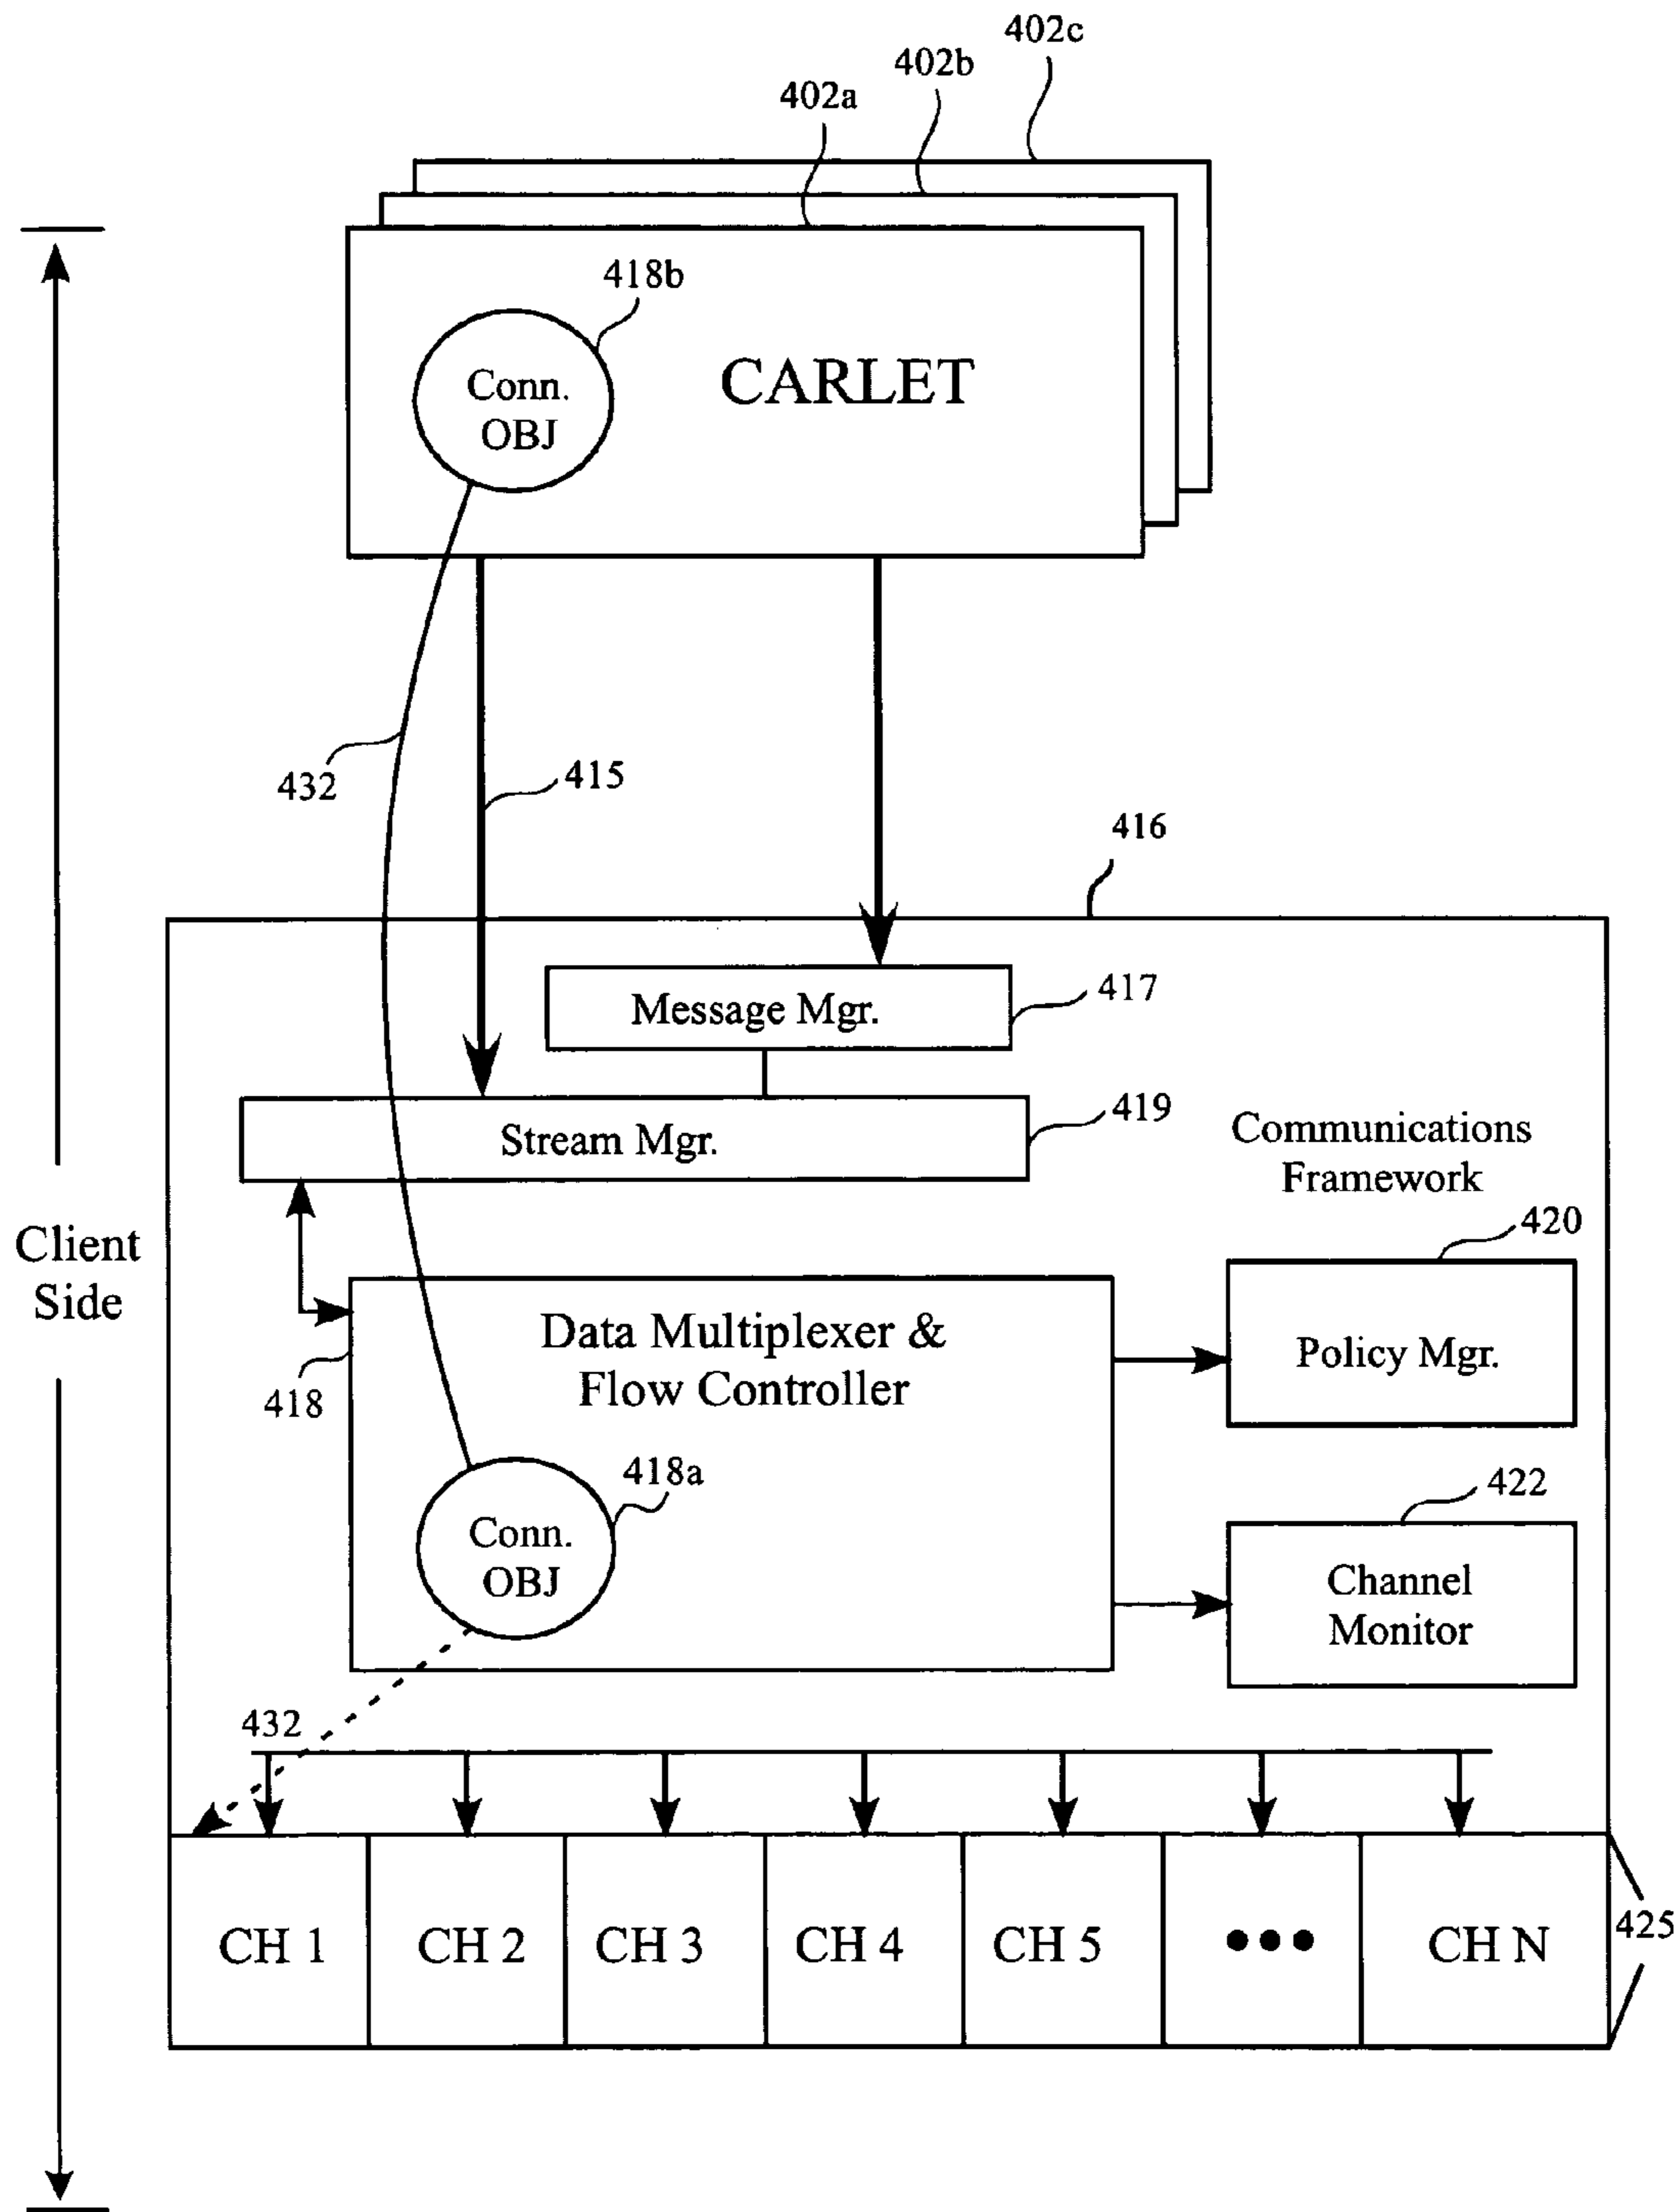 402c
402b
402a
418b
Conn.
OBJ
CARLET
432
415
416
Message Mgr.
417
Stream Mgr.
419
Communications
Framework
Client
Side
420
Data Multiplexer &
Flow Controller
Policy Mgr.
418
418a
Conn.
OBJ
422
Channel
Monitor
432
CH 1
CH 2
CH 3
CH 4
CH 5
•••
CH N
425